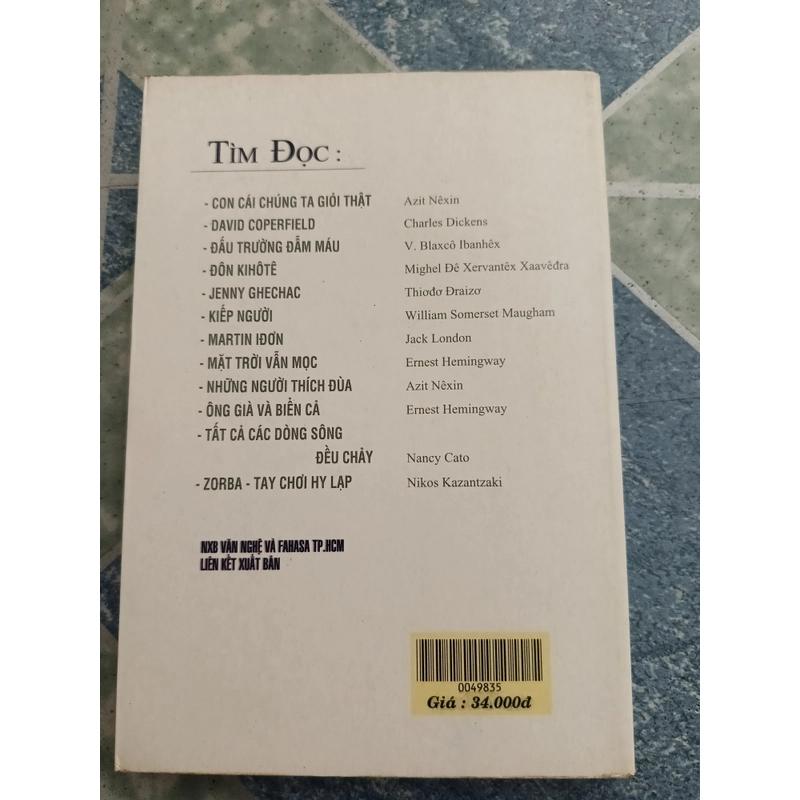 TÌM ĐỌC :
- CON CÁI CHÚNG TA GIỎI THẬT Azit Nêxin
- DAVID COPERFIELD Charles Dickens
- ĐẤU TRƯỜNG ĐẪM MÁU V. Blaxcô Ibanhêx
- ĐÔN KIHÔTÊ Mighel Đê Xervantêx Xaavêđra
- JENNY GHECHAC Thiơđơ Đraizơ
- KIẾP NGƯỜI William Somerset Maugham
- MARTIN IĐƠN Jack London
- MẶT TRỜI VẪN MỌC Ernest Hemingway
- NHỮNG NGƯỜI THÍCH ĐÙA Azit Nêxin
- ÔNG GIÀ VÀ BIỂN CẢ Ernest Hemingway
- TẤT CẢ CÁC DÒNG SÔNG
ĐỀU CHẢY Nancy Cato
- ZORBA - TAY CHƠI HY LẠP Nikos Kazantzaki
NXB VĂN NGHỆ VÀ FAHASA TP.HCM
LIÊN KẾT XUẤT BẢN
0049835
Giá : 34.000đ